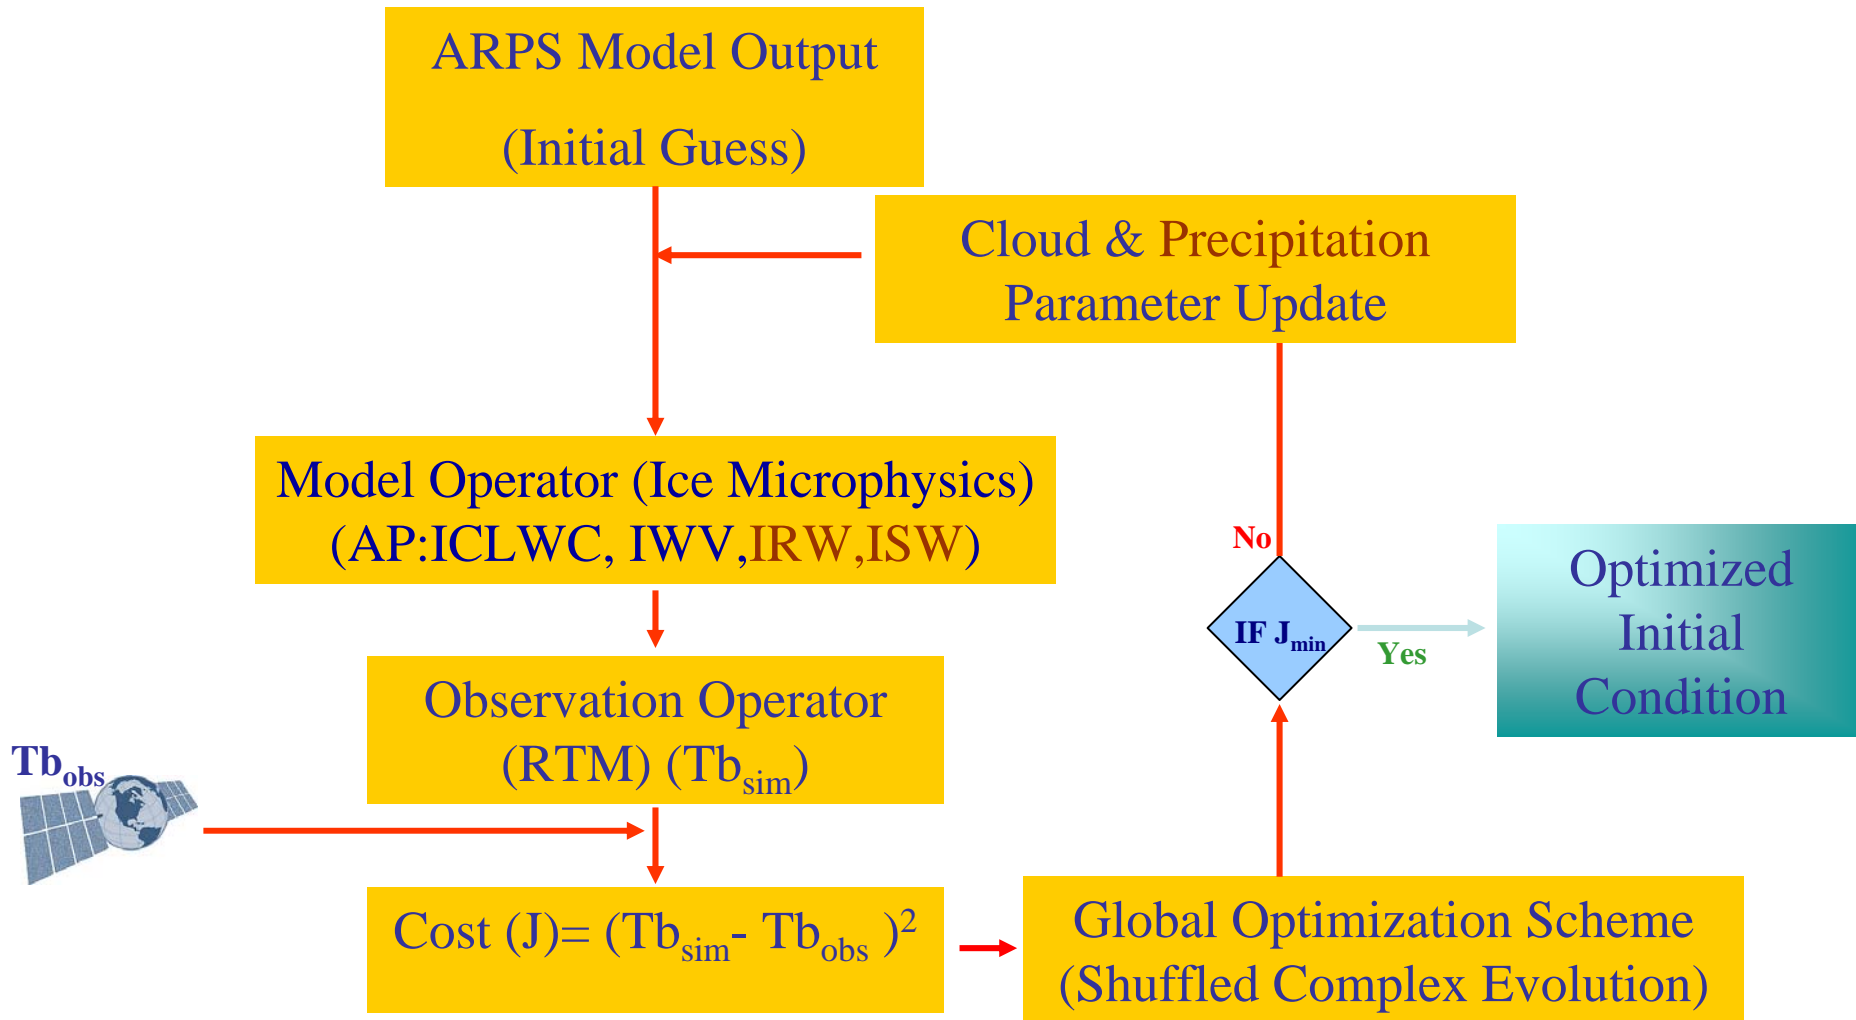 ARPS Model Output
(Initial Guess)
Cloud & Precipitation
Parameter Update
Model Operator (Ice Microphysics)
(AP:ICLWC, IWV,IRW,ISW)
No
IF Jmin
Yes
Optimized
Initial
Condition
Observation Operator
(RTM) (Tbsim)
Tbobs
Cost (J)= (Tbsim- Tbobs )²
Global Optimization Scheme
(Shuffled Complex Evolution)